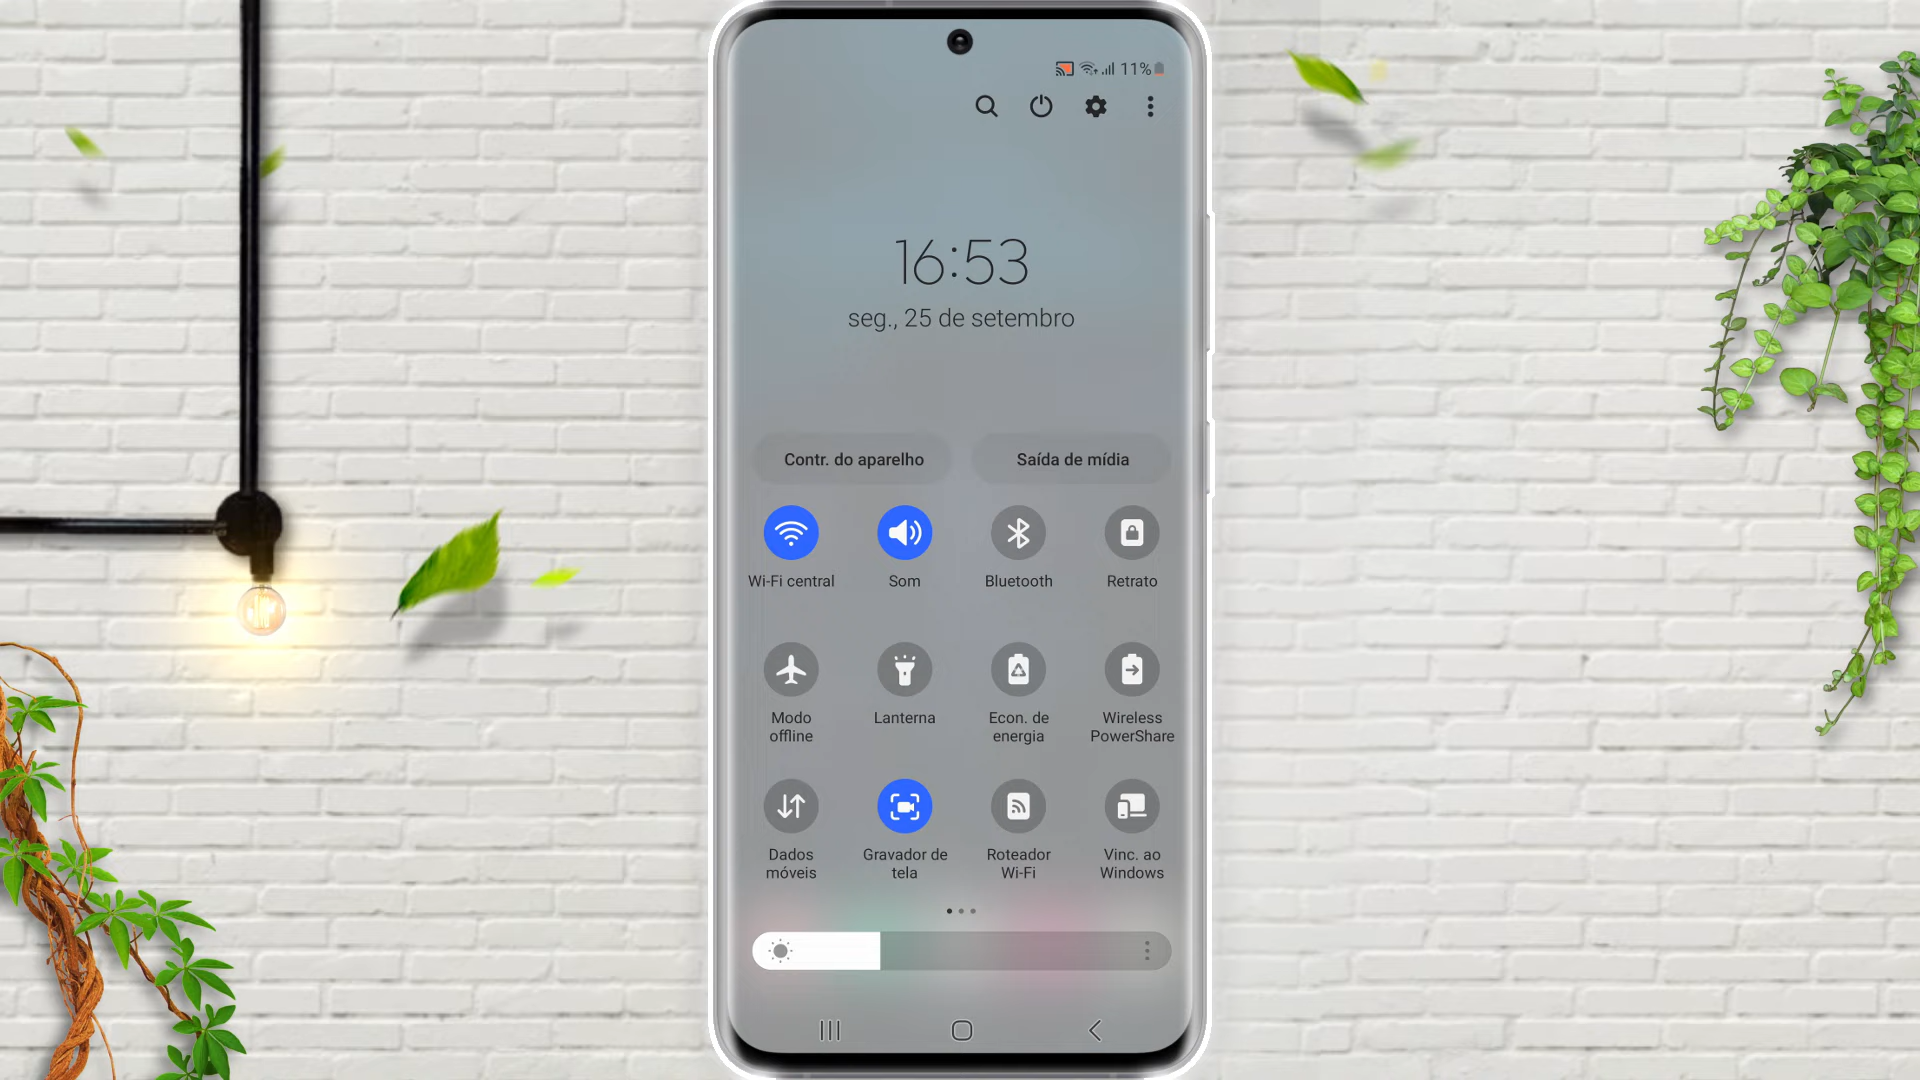 11%
16:53
seg., 25 de setembro
Contr. do aparelho
Saída de mídia
Wi-Fi central
Som
Bluetooth
Retrato
Modo
offline
Lanterna
Econ. de
energia
Wireless
PowerShare
Dados
móveis
Gravador de
tela
Roteador
Wi-Fi
Vinc. ao
Windows